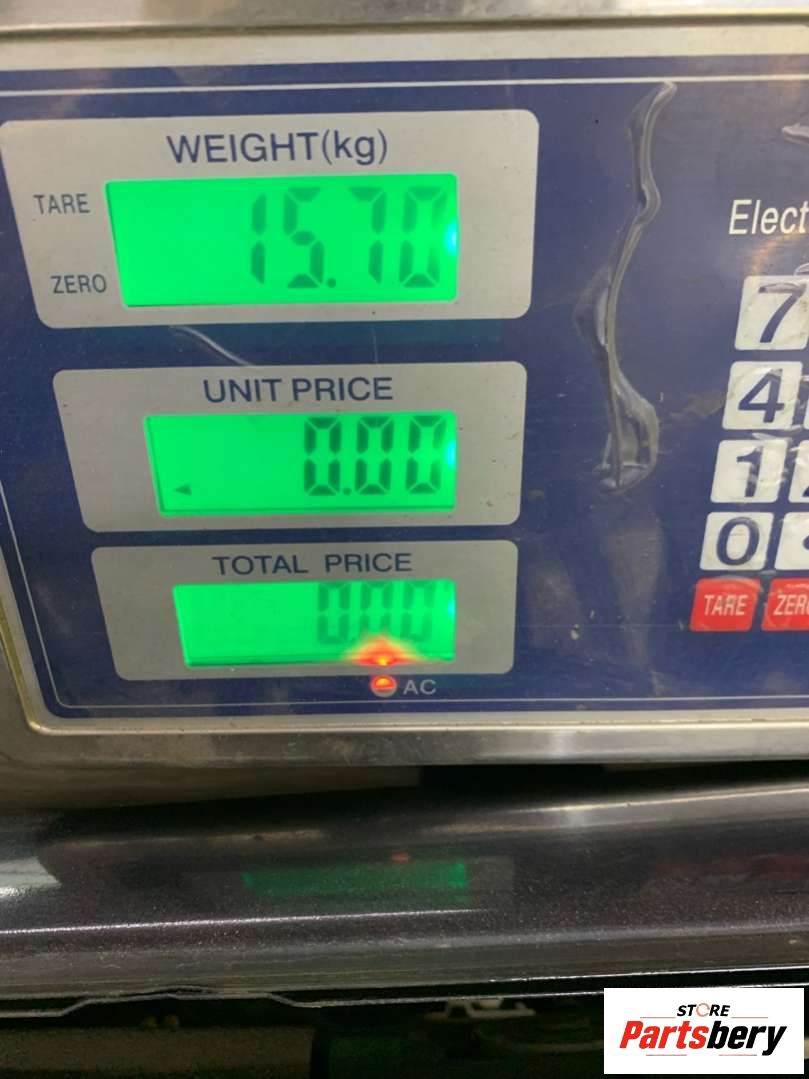 WEIGHT(kg)
TARE
15.70
ZERO
Elect
7
UNIT PRICE
0.00
4
1
0
TOTAL PRICE
0.00
TARE
ZER
AC
STORE
Partsbery